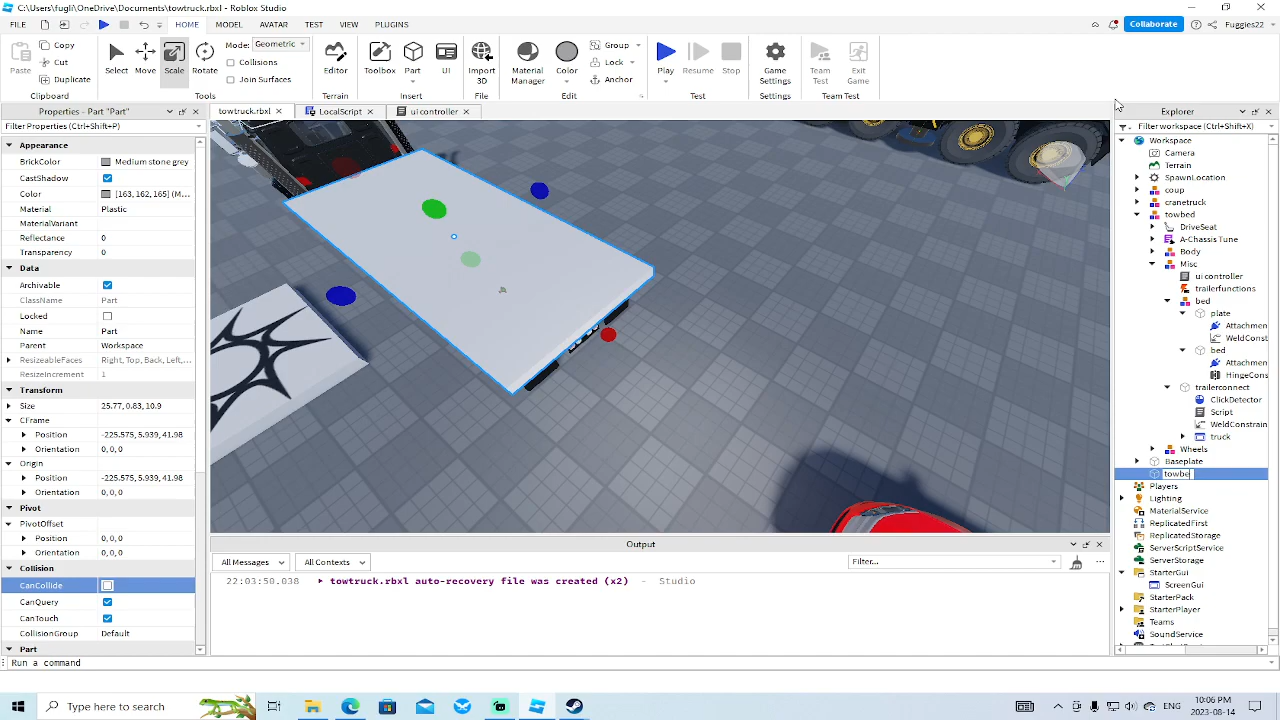 C:\Users\fugli\OneDrive\Documents\towtruck.rbxl - Roblox Studio
FILE HOME MODEL AVATAR TEST VIEW PLUGINS Collaborate Fuggies22
Paste Copy Cut Duplicate Clipboard
Select Move Scale Rotate Mode: Geometric Collisions Join Surfaces Tools
Editor Terrain
Toolbox Part UI Insert
Import 3D File
Material Manager Color Group Lock Anchor Edit
Play Resume Stop Test
Game Settings Settings
Team Test Exit Game Team Test
Properties - Part "Part"
Filter Properties (Ctrl+Shift+P)
Appearance
BrickColor Medium stone grey
CastShadow
Color [163, 162, 165] (M...
Material Plastic
MaterialVariant
Reflectance 0
Transparency 0
Data
Archivable
ClassName Part
Locked
Name Part
Parent Workspace
ResizeableFaces Right, Top, Back, Left,...
ResizeIncrement 1
Transform
Size 25.77, 0.83, 10.9
CFrame
Position -225.575, 5.939, 41.98
Orientation 0, 0, 0
Origin
Position -225.575, 5.939, 41.98
Orientation 0, 0, 0
Pivot
PivotOffset
Position 0, 0, 0
Orientation 0, 0, 0
Collision
CanCollide
CanQuery
CanTouch
CollisionGroup Default
Part
towtruck.rbxl LocalScript ui controller
Output
All Messages All Contexts Filter...
22:03:50.038 towtruck.rbxl auto-recovery file was created (x2) - Studio
Explorer
Filter workspace (Ctrl+Shift+X)
Workspace
Camera
Terrain
SpawnLocation
coup
cranetruck
towbed
DriveSeat
A-Chassis Tune
Body
Misc
ui controller
trailerfunctions
bed
plate
Attachmen
WeldConst
bed
Attachmen
HingeCons
trailerconnect
ClickDetector
Script
WeldConstrain
truck
Wheels
Baseplate
towbe
Players
Lighting
MaterialService
ReplicatedFirst
ReplicatedStorage
ServerScriptService
ServerStorage
StarterGui
ScreenGui
StarterPack
StarterPlayer
Teams
SoundService
Run a command
Type here to search
ENG
10:06 PM
2023-08-14